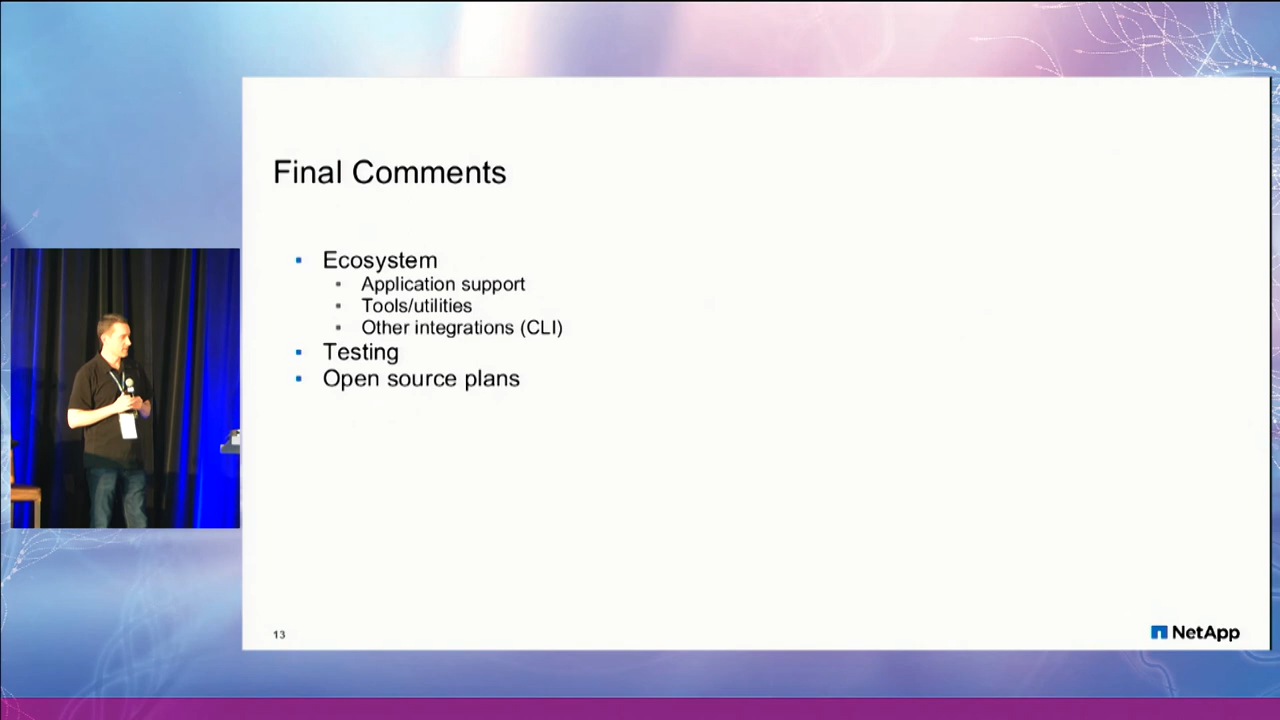 Final Comments
Ecosystem
Application support
Tools/utilities
Other integrations (CLI)
Testing
Open source plans
13
NetApp